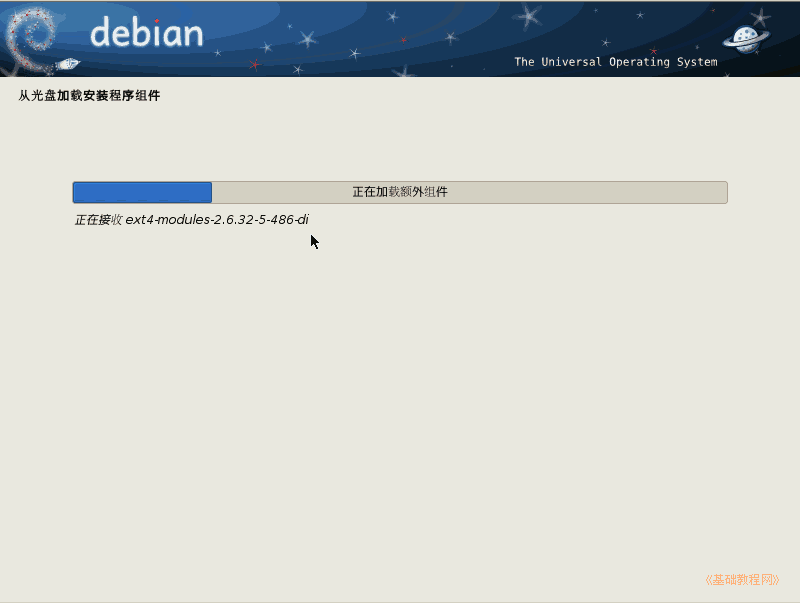 debian
The Universal Operating System
从光盘加载安装程序组件
正在加载额外组件
正在接收 ext4-modules-2.6.32-5-486-di
《基础教程网》